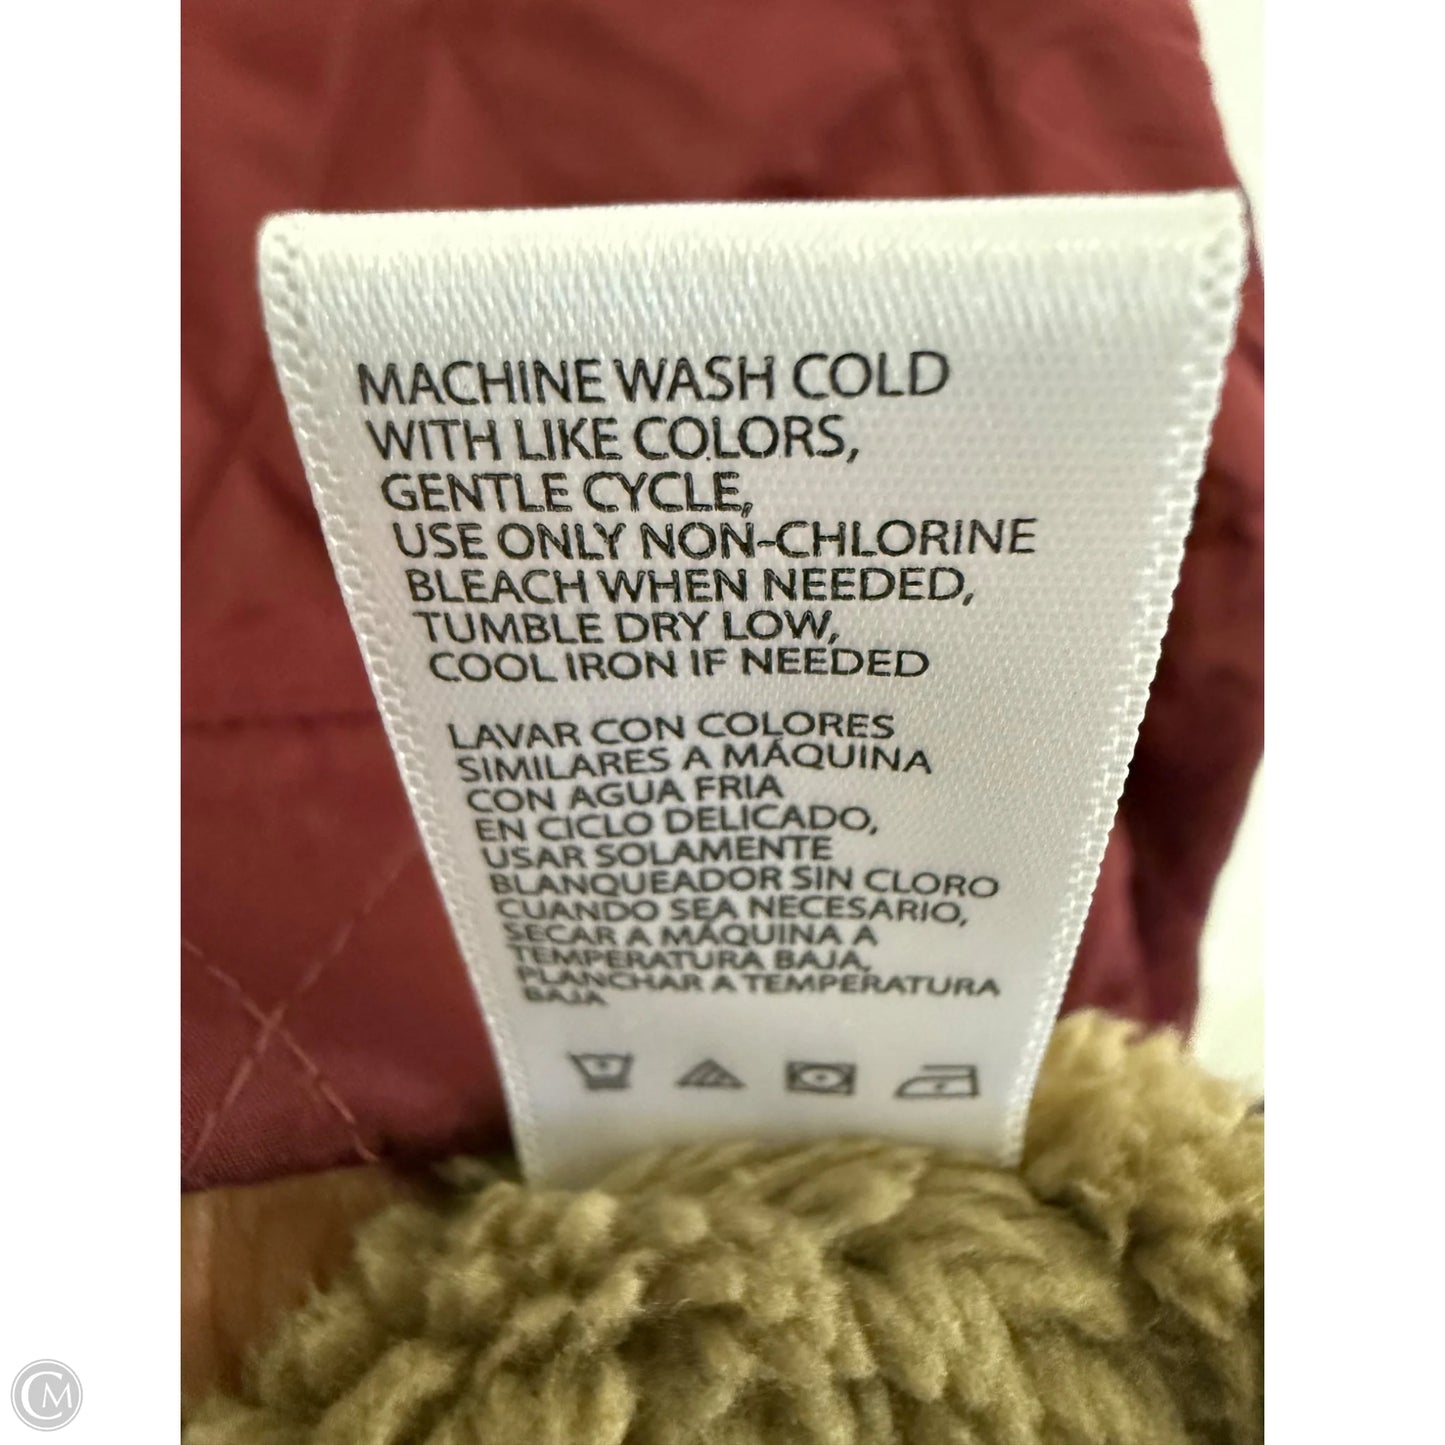 MACHINE WASH COLD
WITH LIKE COLORS,
GENTLE CYCLE,
USE ONLY NON-CHLORINE
BLEACH WHEN NEEDED,
TUMBLE DRY LOW,
COOL IRON IF NEEDED
LAVAR CON COLORES
SIMILARES A MÁQUINA
CON AGUA FRIA
EN CICLO DELICADO,
USAR SOLAMENTE
BLANQUEADOR SIN CLORO
CUANDO SEA NECESARIO,
SECAR A MÁQUINA A
TEMPERATURA BAJA,
PLANCHAR A TEMPERATURA
BAJA
CM